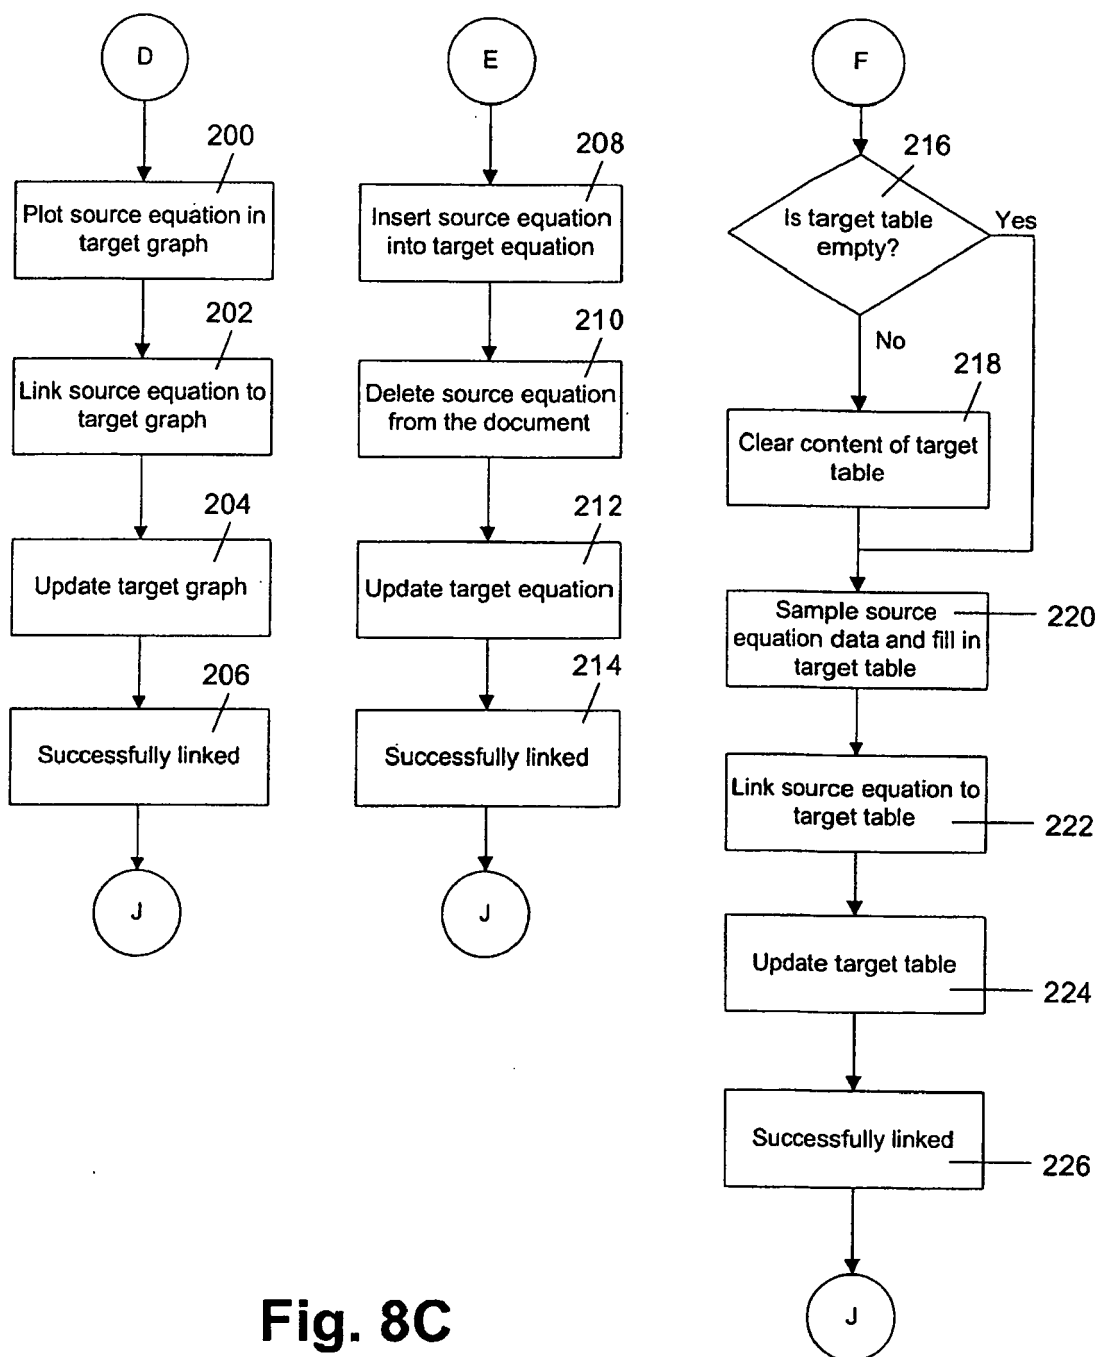 D
200
Plot source equation in
target graph
202
Link source equation to
target graph
204
Update target graph
206
Successfully linked
J
E
208
Insert source equation
into target equation
210
Delete source equation
from the document
212
Update target equation
214
Successfully linked
J
F
216
Is target table
empty?
Yes
No
218
Clear content of target
table
Sample source
equation data and fill in
target table
220
Link source equation to
target table
222
Update target table
224
Successfully linked
226
J
Fig. 8C